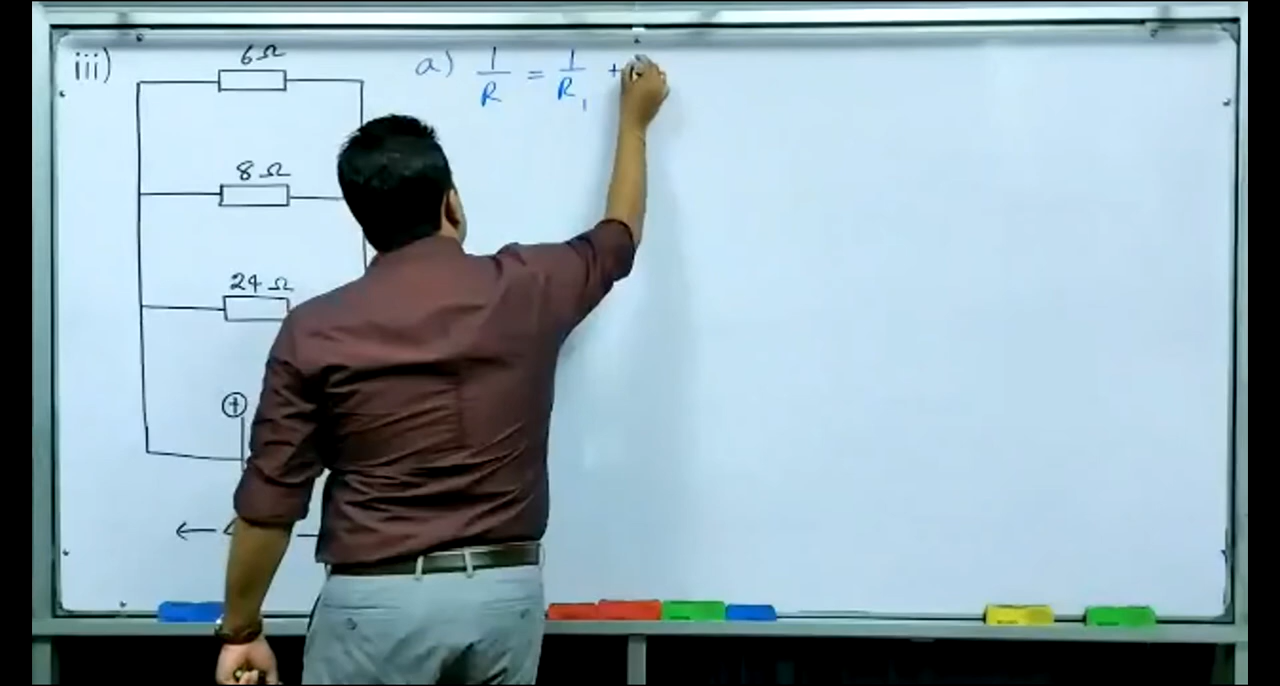 iii)
6Ω
a) 1/R = 1/R₁ +
8Ω
24Ω
+